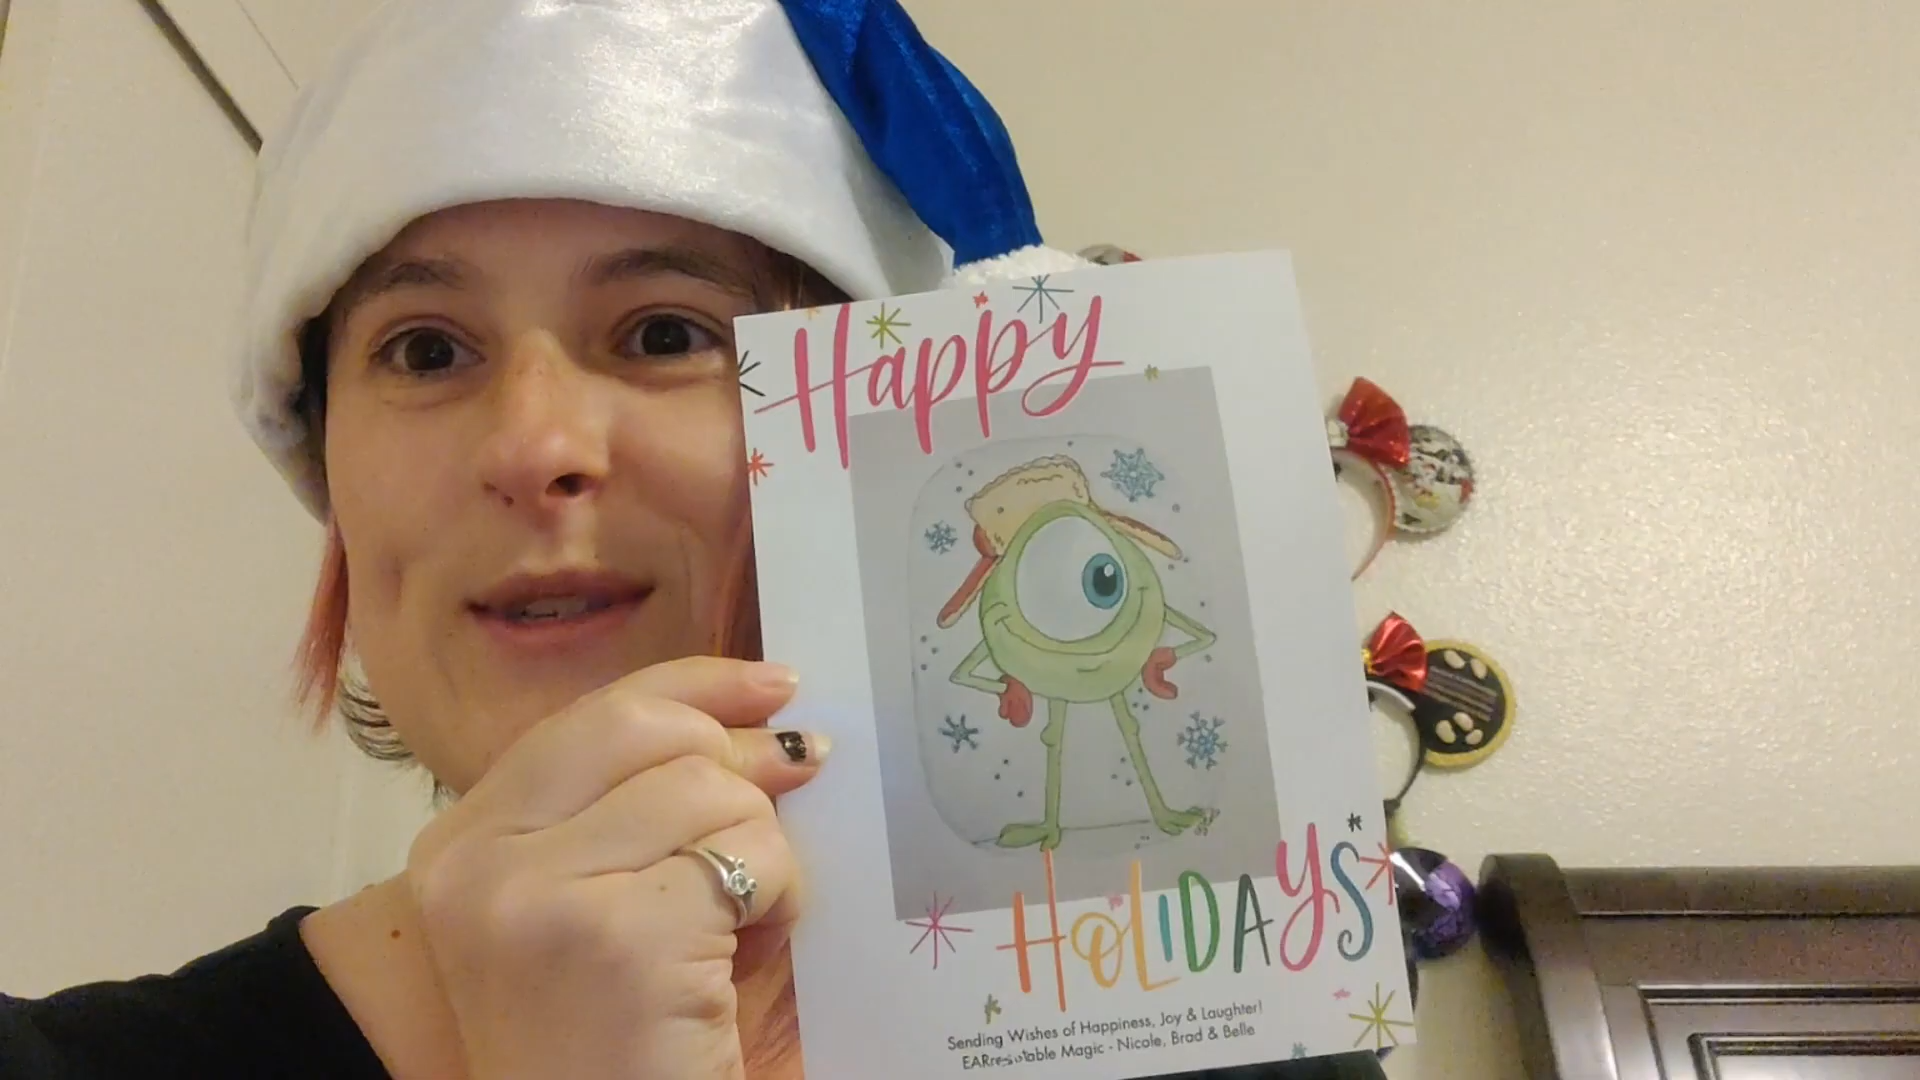 Happy
HOLIDAYS
Sending Wishes of Happiness, Joy & Laughter!
EARresistable Magic - Nicole, Brad & Belle